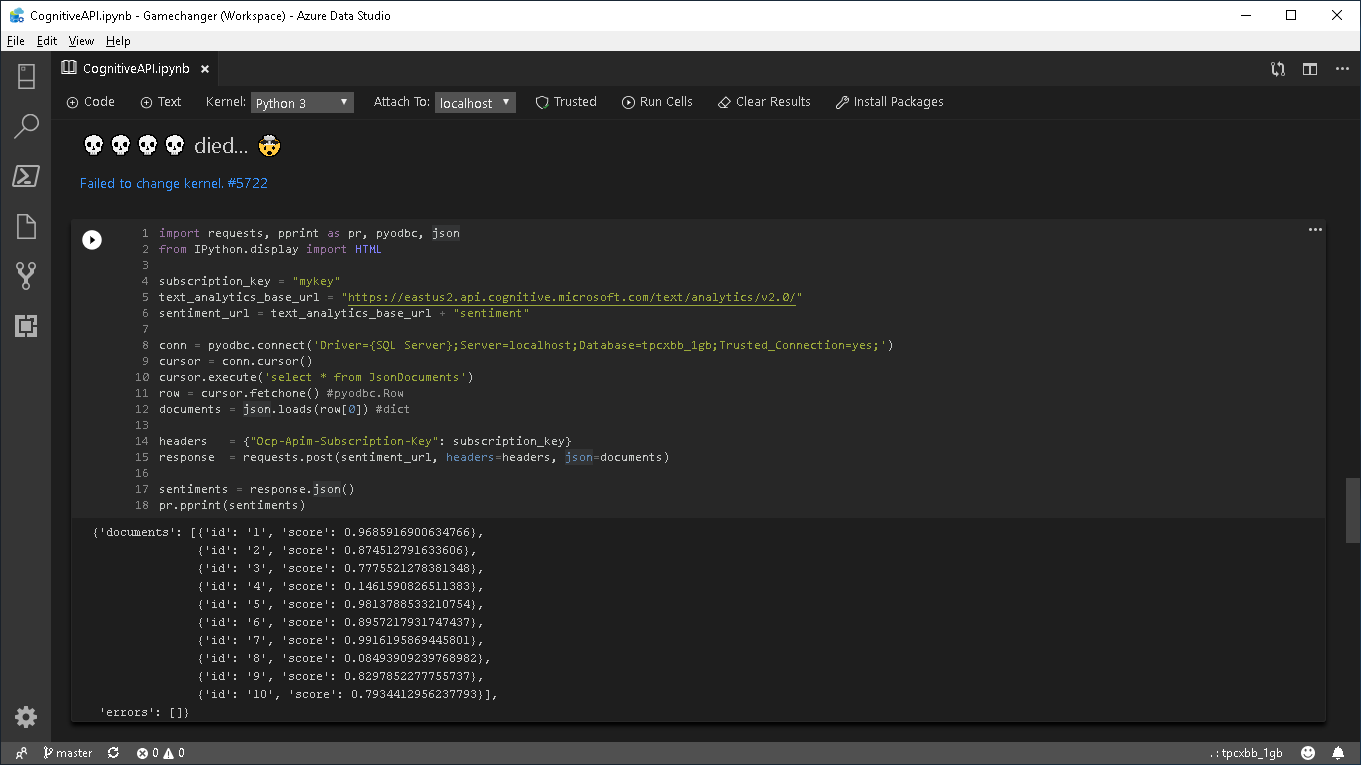 CognitiveAPI.ipynb - Gamechanger (Workspace) - Azure Data Studio
File Edit View Help
CognitiveAPI.ipynb
Code Text Kernel: Python 3 Attach To: localhost Trusted Run Cells Clear Results Install Packages
💀 💀 💀 💀 died... 🤯
Failed to change kernel. #5722
1 import requests, pprint as pr, pyodbc, json
2 from IPython.display import HTML
3
4 subscription_key = "mykey"
5 text_analytics_base_url = "https://eastus2.api.cognitive.microsoft.com/text/analytics/v2.0/"
6 sentiment_url = text_analytics_base_url + "sentiment"
7
8 conn = pyodbc.connect('Driver={SQL Server};Server=localhost;Database=tpcxbb_1gb;Trusted_Connection=yes;')
9 cursor = conn.cursor()
10 cursor.execute('select * from JsonDocuments')
11 row = cursor.fetchone() #pyodbc.Row
12 documents = json.loads(row[0]) #dict
13
14 headers   = {"Ocp-Apim-Subscription-Key": subscription_key}
15 response  = requests.post(sentiment_url, headers=headers, json=documents)
16
17 sentiments = response.json()
18 pr.pprint(sentiments)
{'documents': [{'id': '1', 'score': 0.9685916900634766},
{'id': '2', 'score': 0.874512791633606},
{'id': '3', 'score': 0.7775521278381348},
{'id': '4', 'score': 0.1461590826511383},
{'id': '5', 'score': 0.9813788533210754},
{'id': '6', 'score': 0.8957217931747437},
{'id': '7', 'score': 0.9916195869445801},
{'id': '8', 'score': 0.08493909239768982},
{'id': '9', 'score': 0.8297852277755737},
{'id': '10', 'score': 0.7934412956237793}],
'errors': []}
master 0 0 . : tpcxbb_1gb